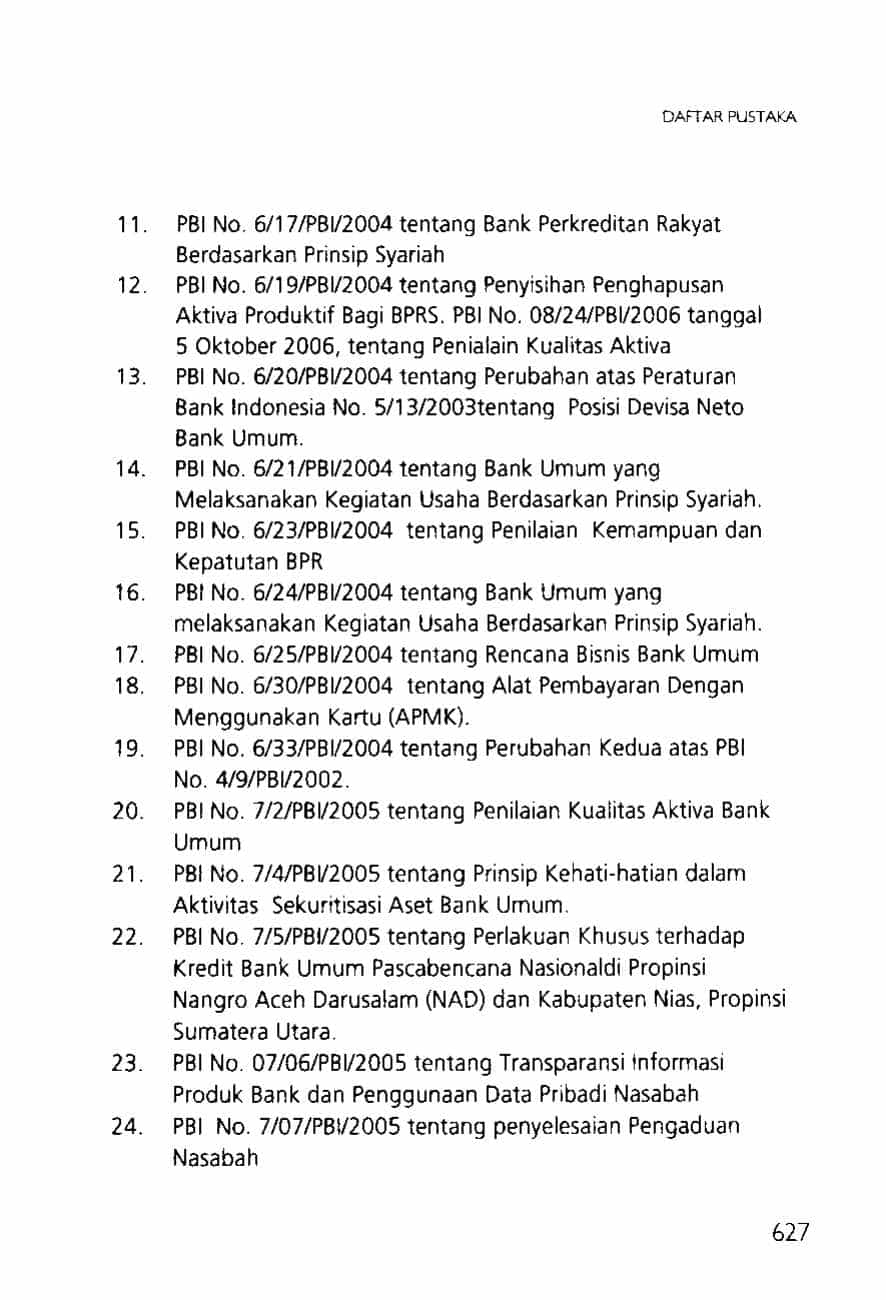 DAFTAR PUSTAKA
11. PBI No. 6/17/PBI/2004 tentang Bank Perkreditan Rakyat
Berdasarkan Prinsip Syariah
12. PBI No. 6/19/PBI/2004 tentang Penyisihan Penghapusan
Aktiva Produktif Bagi BPRS. PBI No. 08/24/PBI/2006 tanggal
5 Oktober 2006, tentang Penialain Kualitas Aktiva
13. PBI No. 6/20/PBI/2004 tentang Perubahan atas Peraturan
Bank Indonesia No. 5/13/2003tentang Posisi Devisa Neto
Bank Umum.
14. PBI No. 6/21/PBI/2004 tentang Bank Umum yang
Melaksanakan Kegiatan Usaha Berdasarkan Prinsip Syariah.
15. PBI No. 6/23/PBI/2004 tentang Penilaian Kemampuan dan
Kepatutan BPR
16. PBI No. 6/24/PBI/2004 tentang Bank Umum yang
melaksanakan Kegiatan Usaha Berdasarkan Prinsip Syariah.
17. PBI No. 6/25/PBI/2004 tentang Rencana Bisnis Bank Umum
18. PBI No. 6/30/PBI/2004 tentang Alat Pembayaran Dengan
Menggunakan Kartu (APMK).
19. PBI No. 6/33/PBI/2004 tentang Perubahan Kedua atas PBI
No. 4/9/PBI/2002.
20. PBI No. 7/2/PBI/2005 tentang Penilaian Kualitas Aktiva Bank
Umum
21. PBI No. 7/4/PBI/2005 tentang Prinsip Kehati-hatian dalam
Aktivitas Sekuritisasi Aset Bank Umum.
22. PBI No. 7/5/PBI/2005 tentang Perlakuan Khusus terhadap
Kredit Bank Umum Pascabencana Nasionaldi Propinsi
Nangro Aceh Darusalam (NAD) dan Kabupaten Nias, Propinsi
Sumatera Utara.
23. PBI No. 07/06/PBI/2005 tentang Transparansi Informasi
Produk Bank dan Penggunaan Data Pribadi Nasabah
24. PBI No. 7/07/PBI/2005 tentang penyelesaian Pengaduan
Nasabah
627